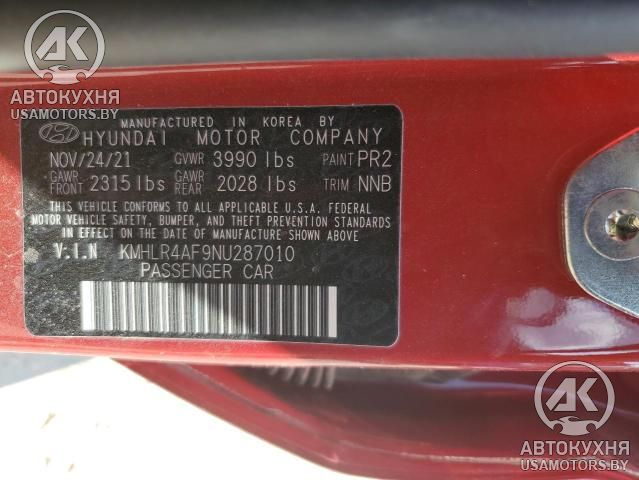 AK
АВТОКУХНЯ
USAMOTORS.BY
MANUFACTURED IN KOREA BY
HYUNDAI MOTOR COMPANY
NOV/24/21 GVWR 3990 lbs PAINT PR2
GAWR FRONT 2315 lbs GAWR REAR 2028 lbs TRIM NNB
THIS VEHICLE CONFORMS TO ALL APPLICABLE U.S.A. FEDERAL
MOTOR VEHICLE SAFETY, BUMPER, AND THEFT PREVENTION STANDARDS
IN EFFECT ON THE DATE OF MANUFACTURE SHOWN ABOVE.
V.I.N KMHLR4AF9NU287010
PASSENGER CAR
AK
АВТОКУХНЯ
USAMOTORS.BY